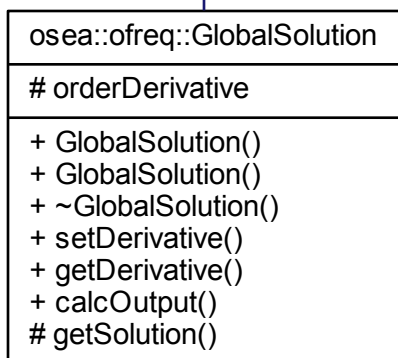 osea::ofreq::GlobalSolution
# orderDerivative
+ GlobalSolution()
+ GlobalSolution()
+ ~GlobalSolution()
+ setDerivative()
+ getDerivative()
+ calcOutput()
# getSolution()